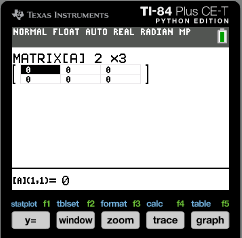 TEXAS INSTRUMENTS TI-84 Plus CE-T
PYTHON EDITION
NORMAL FLOAT AUTO REAL RADIAN MP
MATRIX[A] 2 ×3
[ 0 0 0 ]
[ 0 0 0 ]
[A](1,1)= 0
statplot f1 tblset f2 format f3 calc f4 table f5
y= window zoom trace graph